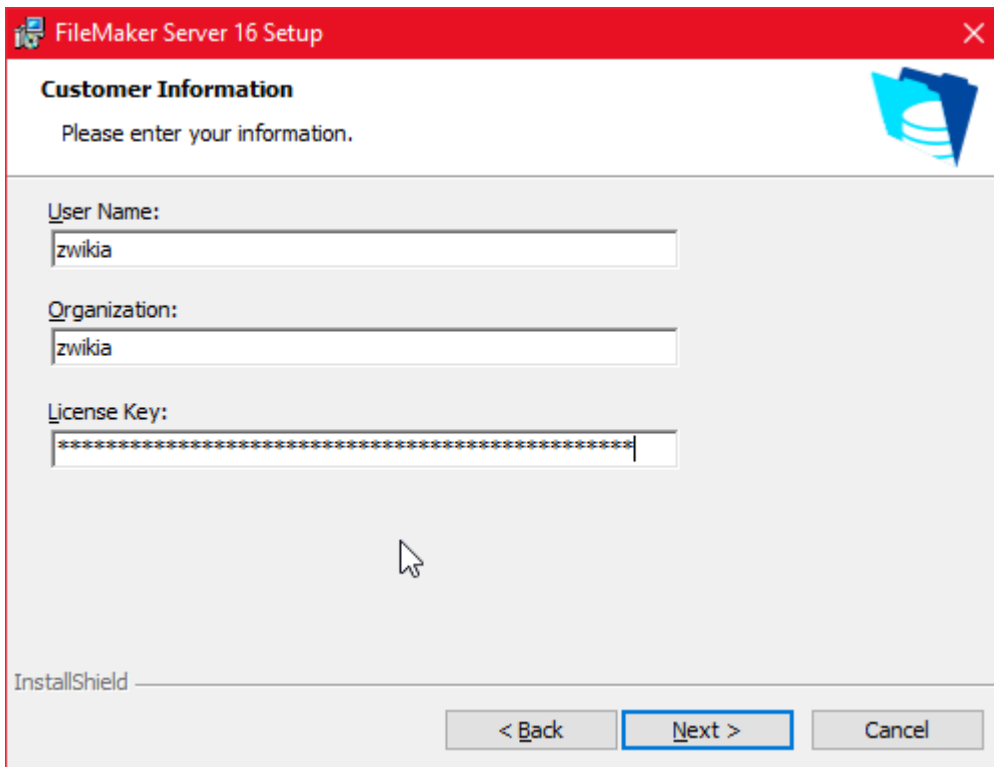 FileMaker Server 16 Setup
Customer Information
Please enter your information.
User Name:
zwikia
Organization:
zwikia
License Key:
**************************************************
InstallShield
< Back Next > Cancel